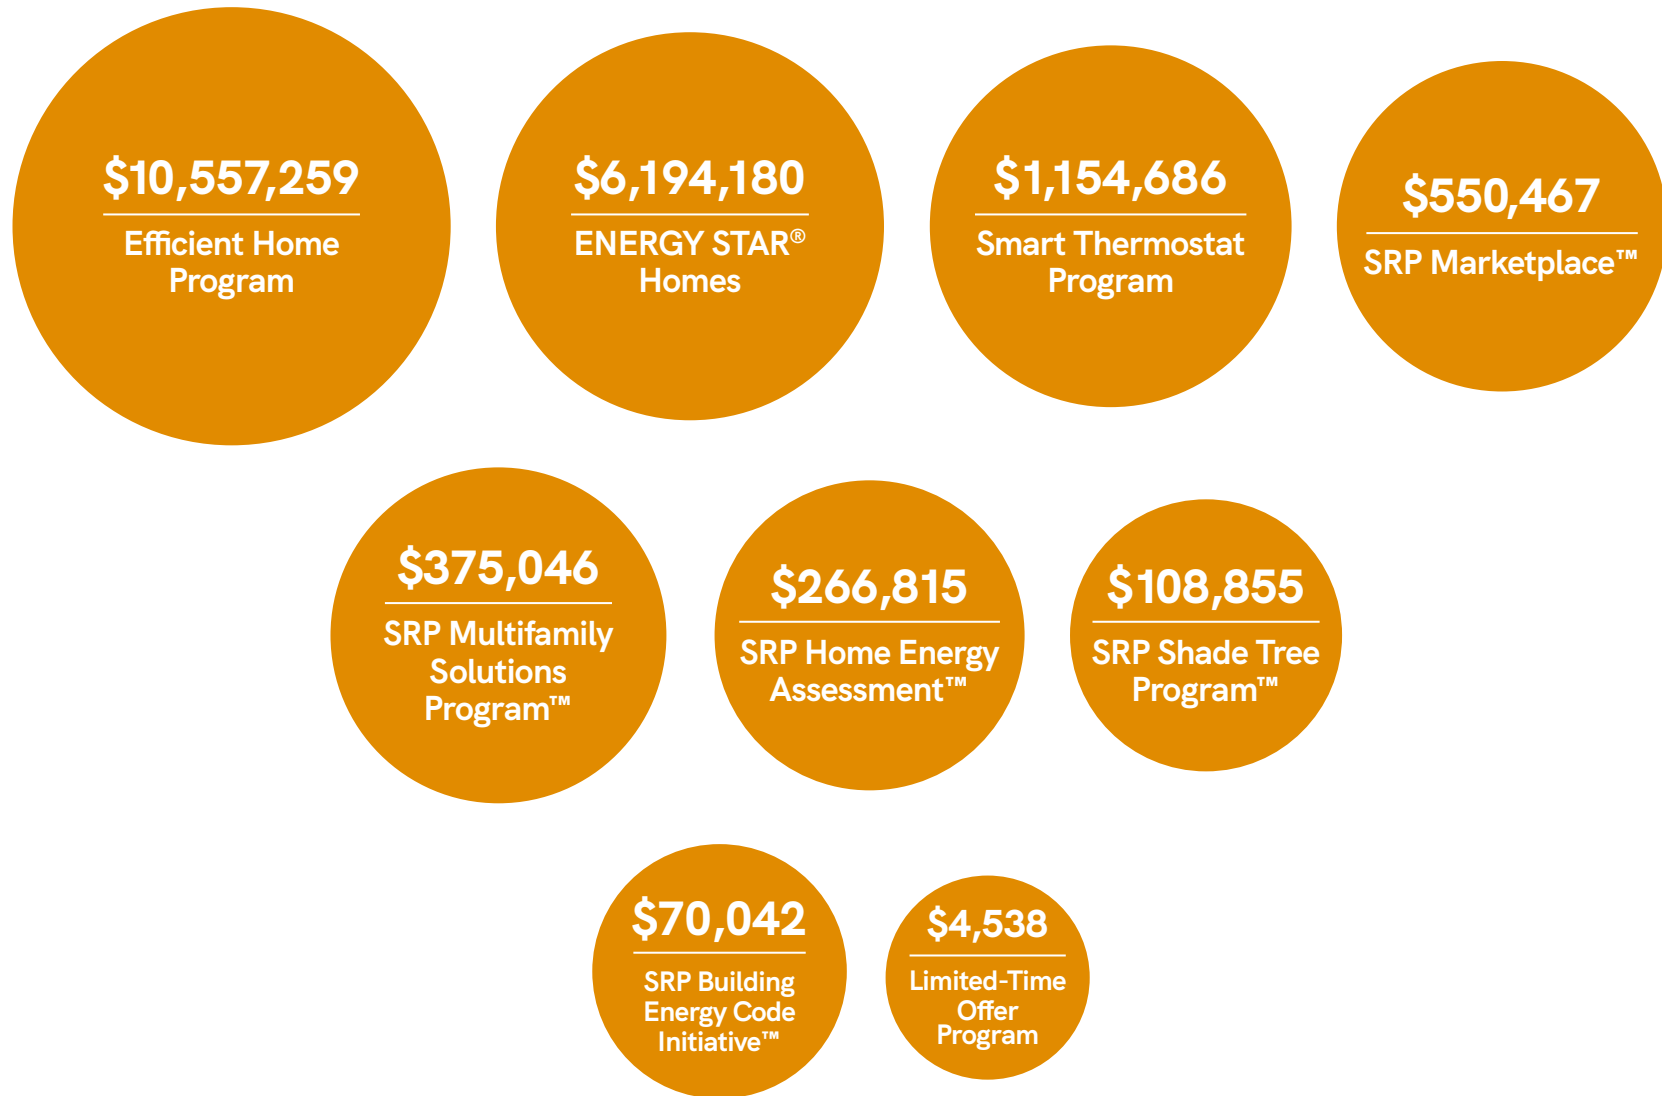 $10,557,259
Efficient Home
Program
$6,194,180
ENERGY STAR®
Homes
$1,154,686
Smart Thermostat
Program
$550,467
SRP Marketplace™
$375,046
SRP Multifamily
Solutions
Program™
$266,815
SRP Home Energy
Assessment™
$108,855
SRP Shade Tree
Program™
$70,042
SRP Building
Energy Code
Initiative™
$4,538
Limited-Time
Offer
Program